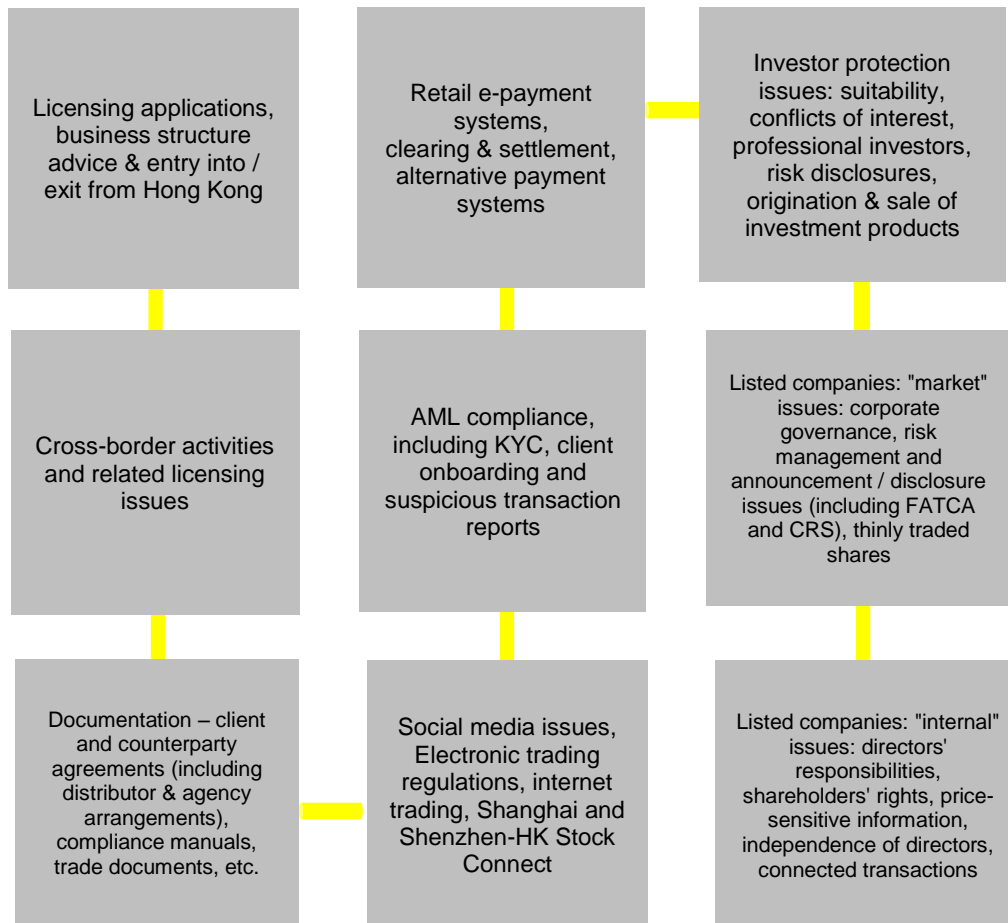 Licensing applications,
business structure
advice & entry into /
exit from Hong Kong
Cross-border activities
and related licensing
issues
Documentation – client
and counterparty
agreements (including
distributor & agency
arrangements),
compliance manuals,
trade documents, etc.
Social media issues,
Electronic trading
regulations, internet
trading, Shanghai and
Shenzhen-HK Stock
Connect
AML compliance,
including KYC, client
onboarding and
suspicious transaction
reports
Retail e-payment
systems,
clearing & settlement,
alternative payment
systems
Investor protection
issues: suitability,
conflicts of interest,
professional investors,
risk disclosures,
origination & sale of
investment products
Listed companies: "market"
issues: corporate
governance, risk
management and
announcement / disclosure
issues (including FATCA
and CRS), thinly traded
shares
Listed companies: "internal"
issues: directors'
responsibilities,
shareholders' rights, price-
sensitive information,
independence of directors,
connected transactions